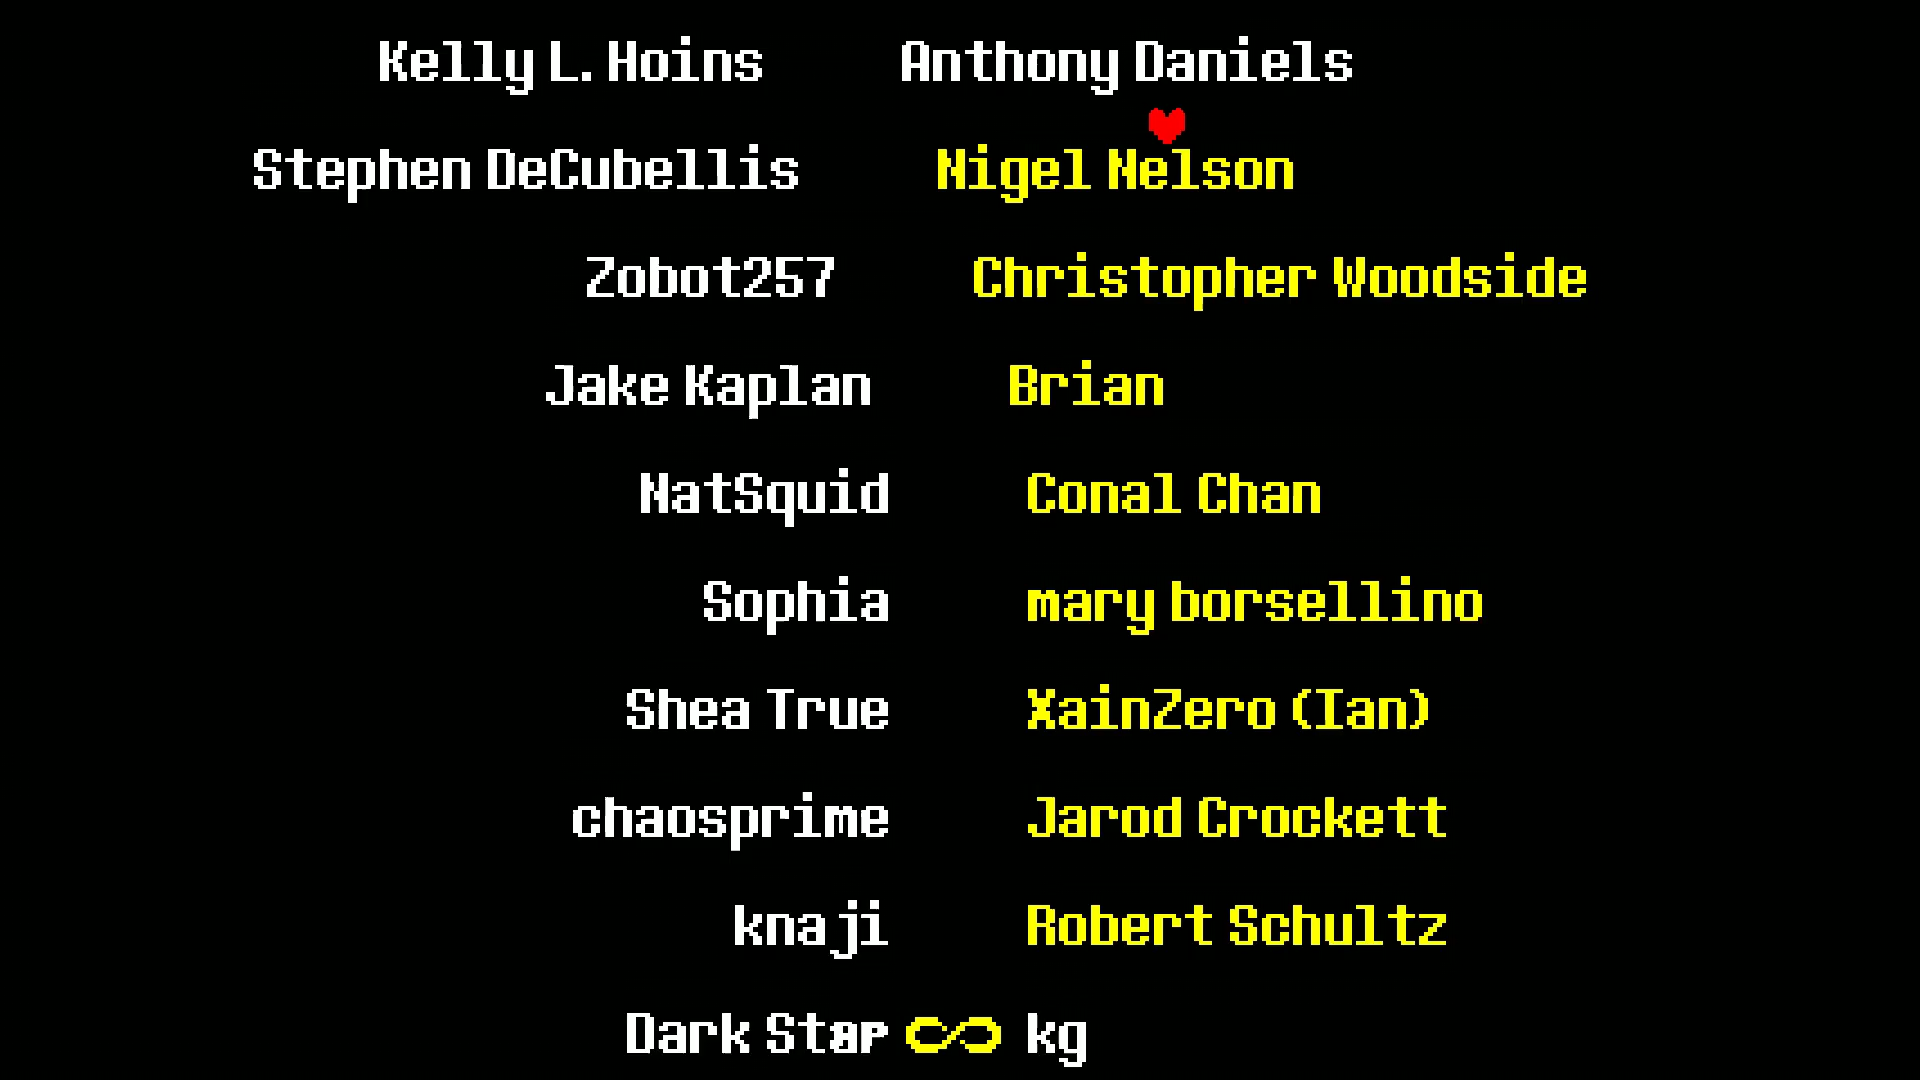 Kelly L. Hoins Anthony Daniels
Stephen DeCubellis Nigel Nelson
Zobot257 Christopher Woodside
Jake Kaplan Brian
NatSquid Conal Chan
Sophia mary borsellino
Shea True XainZero (Ian)
chaosprime Jarod Crockett
knaji Robert Schultz
Dark Star ∞ kg